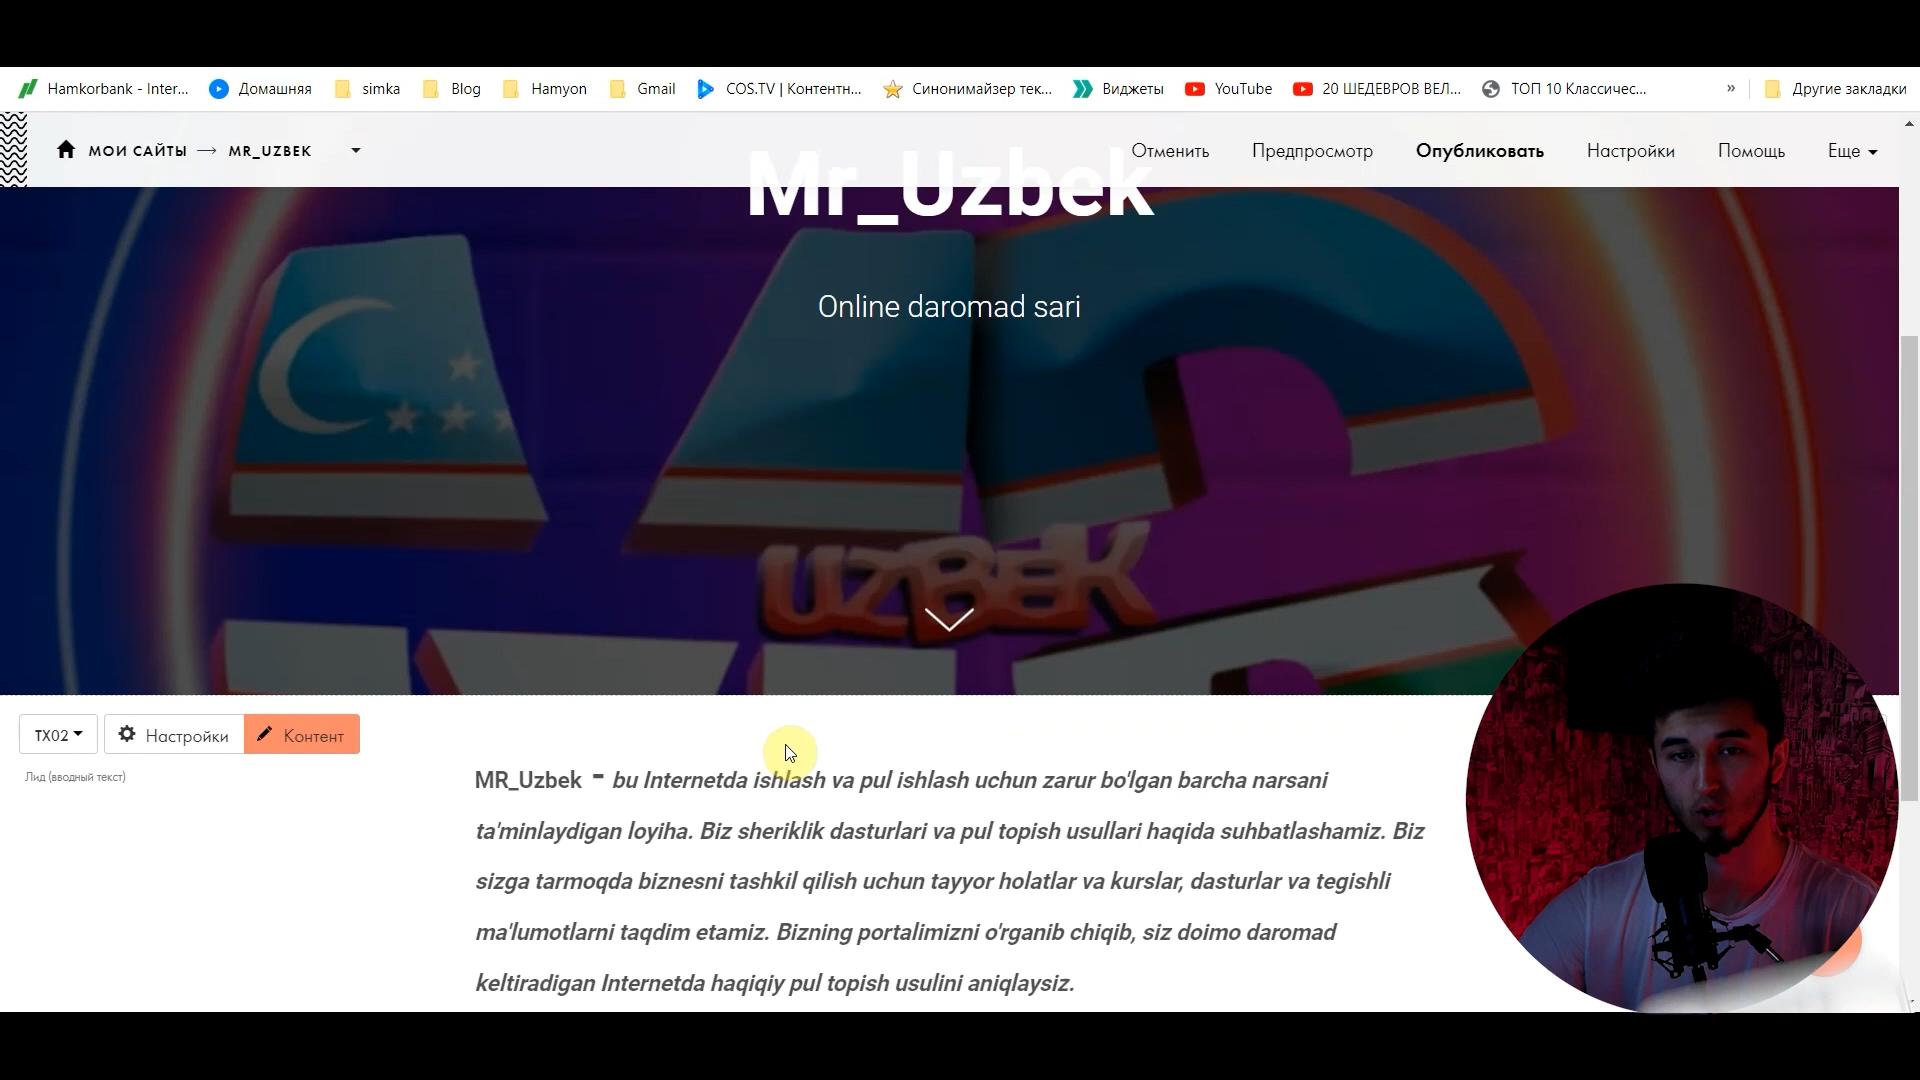 Hamkorbank - Inter... Домашняя simka Blog Hamyon Gmail COS.TV | Контентн... Синонимайзер тек... Виджеты YouTube 20 ШЕДЕВРОВ ВЕЛ... ТОП 10 Классичес... » Другие закладки
МОИ САЙТЫ → MR_UZBEK Отменить Предпросмотр Опубликовать Настройки Помощь Еще
Mr_Uzbek
Online daromad sari
UZBEK
TX02 Настройки Контент
Лид (вводный текст)
MR_Uzbek - bu Internetda ishlash va pul ishlash uchun zarur bo'lgan barcha narsani
ta'minlaydigan loyiha. Biz sheriklik dasturlari va pul topish usullari haqida suhbatlashamiz. Biz
sizga tarmoqda biznesni tashkil qilish uchun tayyor holatlar va kurslar, dasturlar va tegishli
ma'lumotlarni taqdim etamiz. Bizning portalimizni o'rganib chiqib, siz doimo daromad
keltiradigan Internetda haqiqiy pul topish usulini aniqlaysiz.